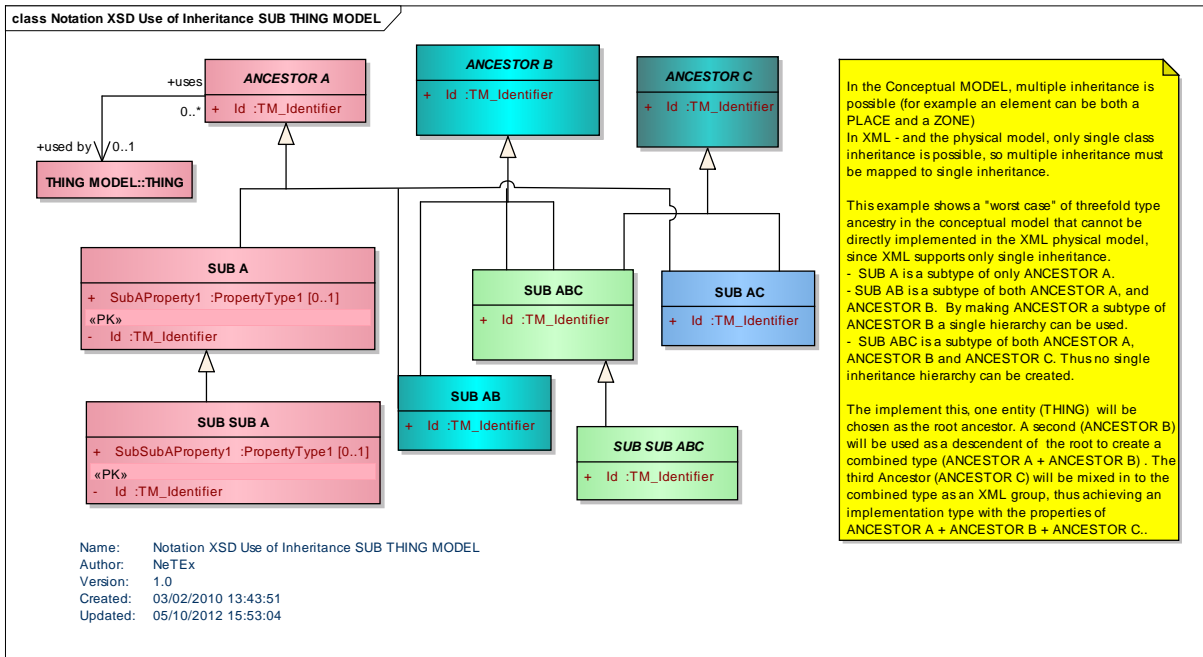 class Notation XSD Use of Inheritance SUB THING MODEL
ANCESTOR A
+ Id :TM_Identifier
+uses
0..*
+used by
0..1
THING MODEL::THING
ANCESTOR B
+ Id :TM_Identifier
ANCESTOR C
+ Id :TM_Identifier
SUB A
+ SubAProperty1 :PropertyType1 [0..1]
«PK»
- Id :TM_Identifier
SUB ABC
+ Id :TM_Identifier
SUB AC
+ Id :TM_Identifier
SUB AB
+ Id :TM_Identifier
SUB SUB A
+ SubSubAProperty1 :PropertyType1 [0..1]
«PK»
- Id :TM_Identifier
SUB SUB ABC
+ Id :TM_Identifier
In the Conceptual MODEL, multiple inheritance is
possible (for example an element can be both a
PLACE and a ZONE)
In XML - and the physical model, only single class
inheritance is possible, so multiple inheritance must
be mapped to single inheritance.
This example shows a "worst case" of threefold type
ancestry in the conceptual model that cannot be
directly implemented in the XML physical model,
since XML supports only single inheritance.
- SUB A is a subtype of only ANCESTOR A.
- SUB AB is a subtype of both ANCESTOR A, and
ANCESTOR B. By making ANCESTOR a subtype of
ANCESTOR B a single hierarchy can be used.
- SUB ABC is a subtype of both ANCESTOR A,
ANCESTOR B and ANCESTOR C. Thus no single
inheritance hierarchy can be created.
The implement this, one entity (THING) will be
chosen as the root ancestor. A second (ANCESTOR B)
will be used as a descendent of the root to create a
combined type (ANCESTOR A + ANCESTOR B) . The
third Ancestor (ANCESTOR C) will be mixed in to the
combined type as an XML group, thus achieving an
implementation type with the properties of
ANCESTOR A + ANCESTOR B + ANCESTOR C..
Name: Notation XSD Use of Inheritance SUB THING MODEL
Author: NeTEx
Version: 1.0
Created: 03/02/2010 13:43:51
Updated: 05/10/2012 15:53:04